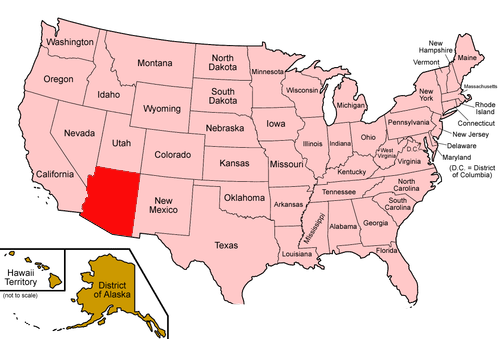 Washington
Oregon
California
Nevada
Idaho
Montana
Wyoming
Utah
Colorado
New
Mexico
North
Dakota
South
Dakota
Nebraska
Kansas
Oklahoma
Texas
Minnesota
Iowa
Missouri
Arkansas
Louisiana
Wisconsin
Illinois
Michigan
Indiana
Ohio
Kentucky
Tennessee
Mississippi
Alabama
Georgia
Florida
South
Carolina
North
Carolina
West
Virginia
Virginia
D.C.
Pennsylvania
New
York
Vermont
New
Hampshire
Maine
Massachusetts
Rhode
Island
Connecticut
New Jersey
Delaware
Maryland
(D.C. = District
of Columbia)
Hawaii
Territory
(not to scale)
District
of Alaska